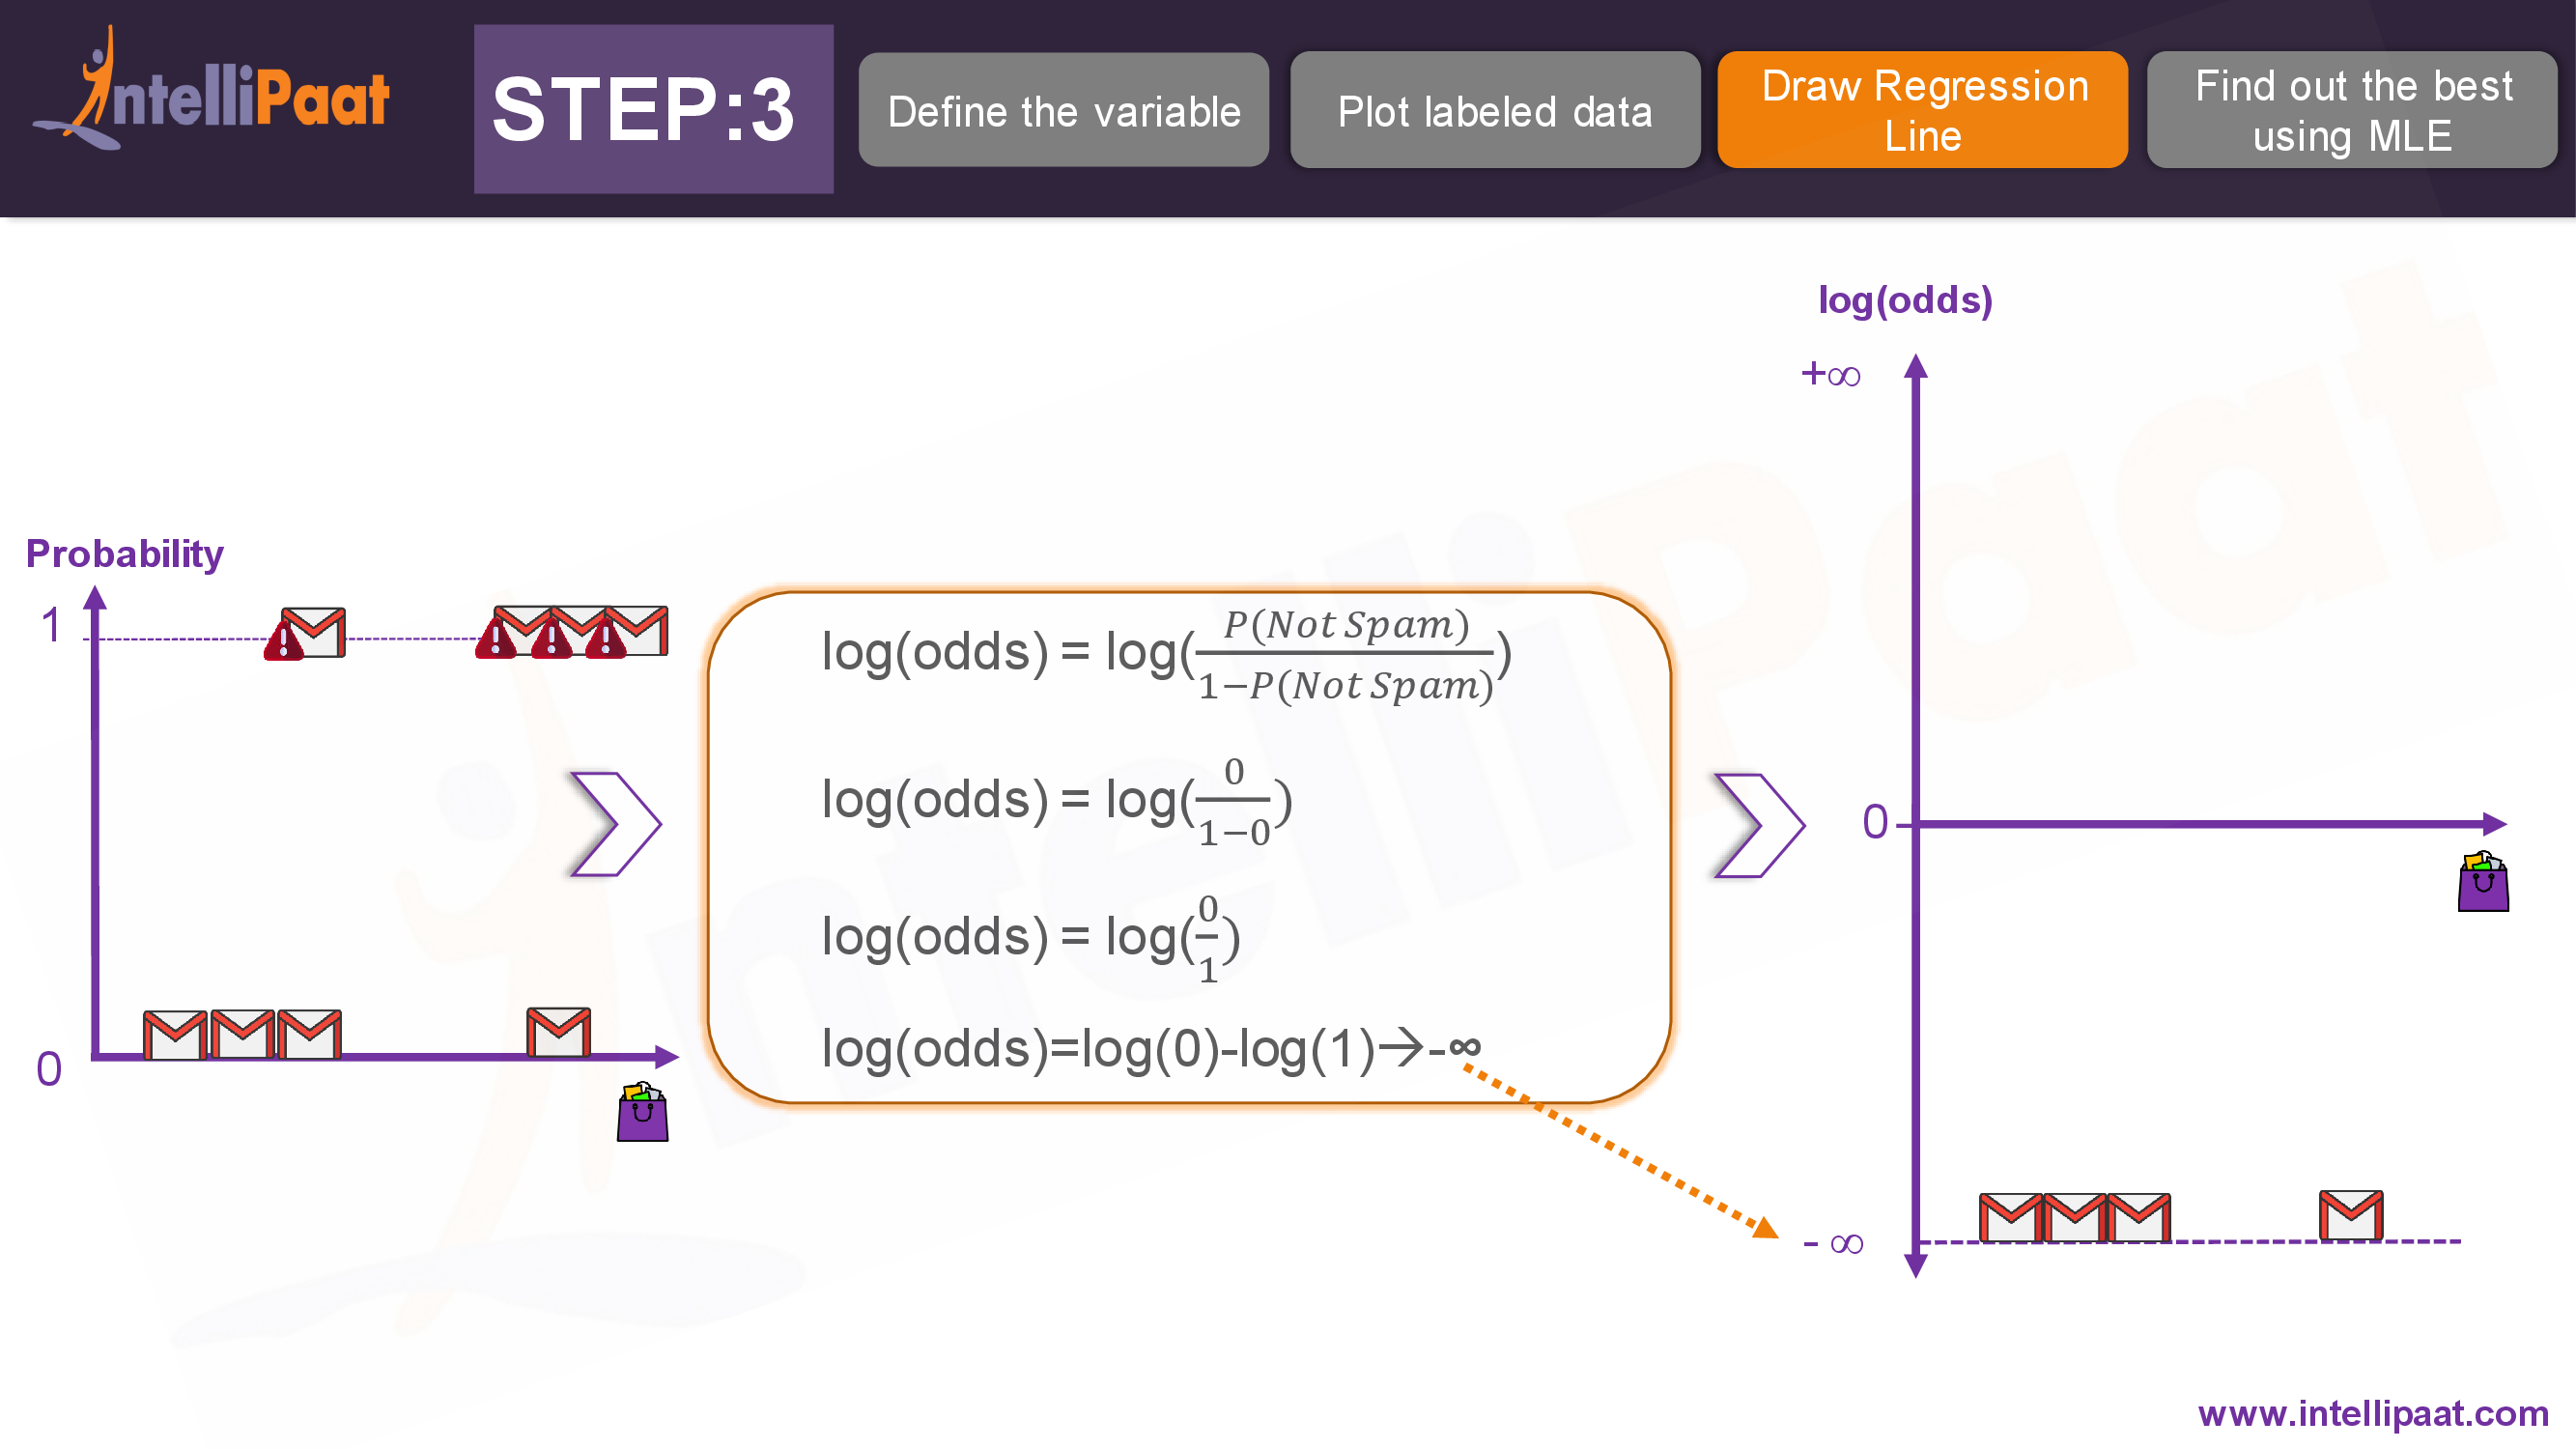 IntelliPaat
STEP:3
Define the variable
Plot labeled data
Draw Regression
Line
Find out the best
using MLE
Probability
1
0
log(odds) = log(P(Not Spam)/1−P(Not Spam))
log(odds) = log(0/1−0)
log(odds) = log(0/1)
log(odds)=log(0)-log(1)→-∞
log(odds)
+∞
0
- ∞
www.intellipaat.com